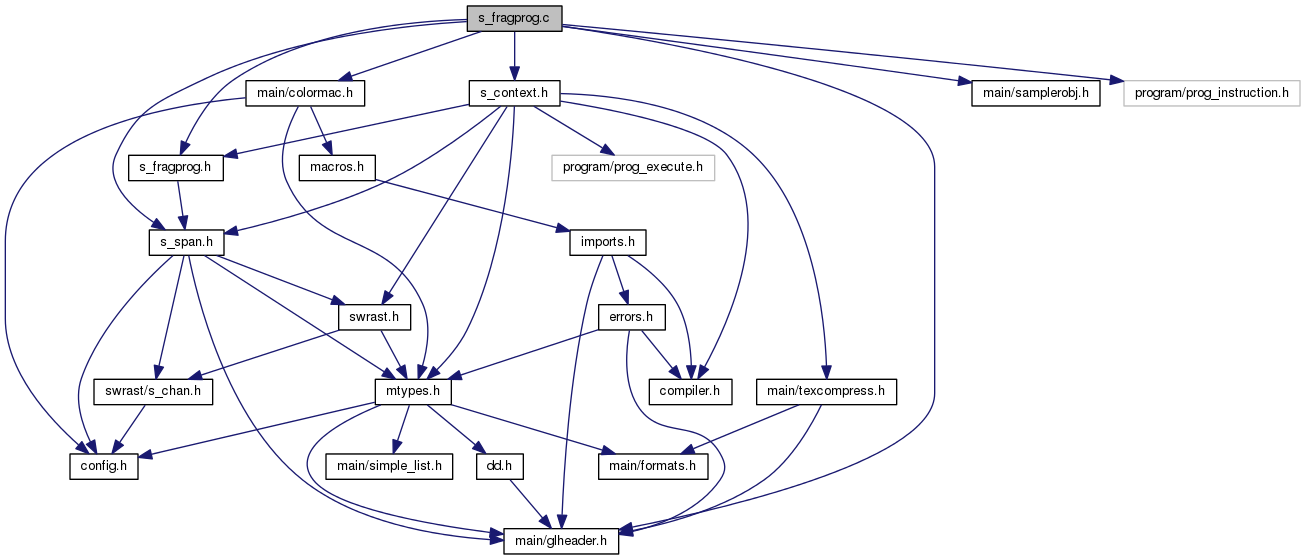 s_fragprog.c
main/colormac.h
s_context.h
main/samplerobj.h
program/prog_instruction.h
s_fragprog.h
macros.h
program/prog_execute.h
s_span.h
imports.h
swrast.h
errors.h
swrast/s_chan.h
mtypes.h
compiler.h
main/texcompress.h
config.h
main/simple_list.h
dd.h
main/formats.h
main/glheader.h